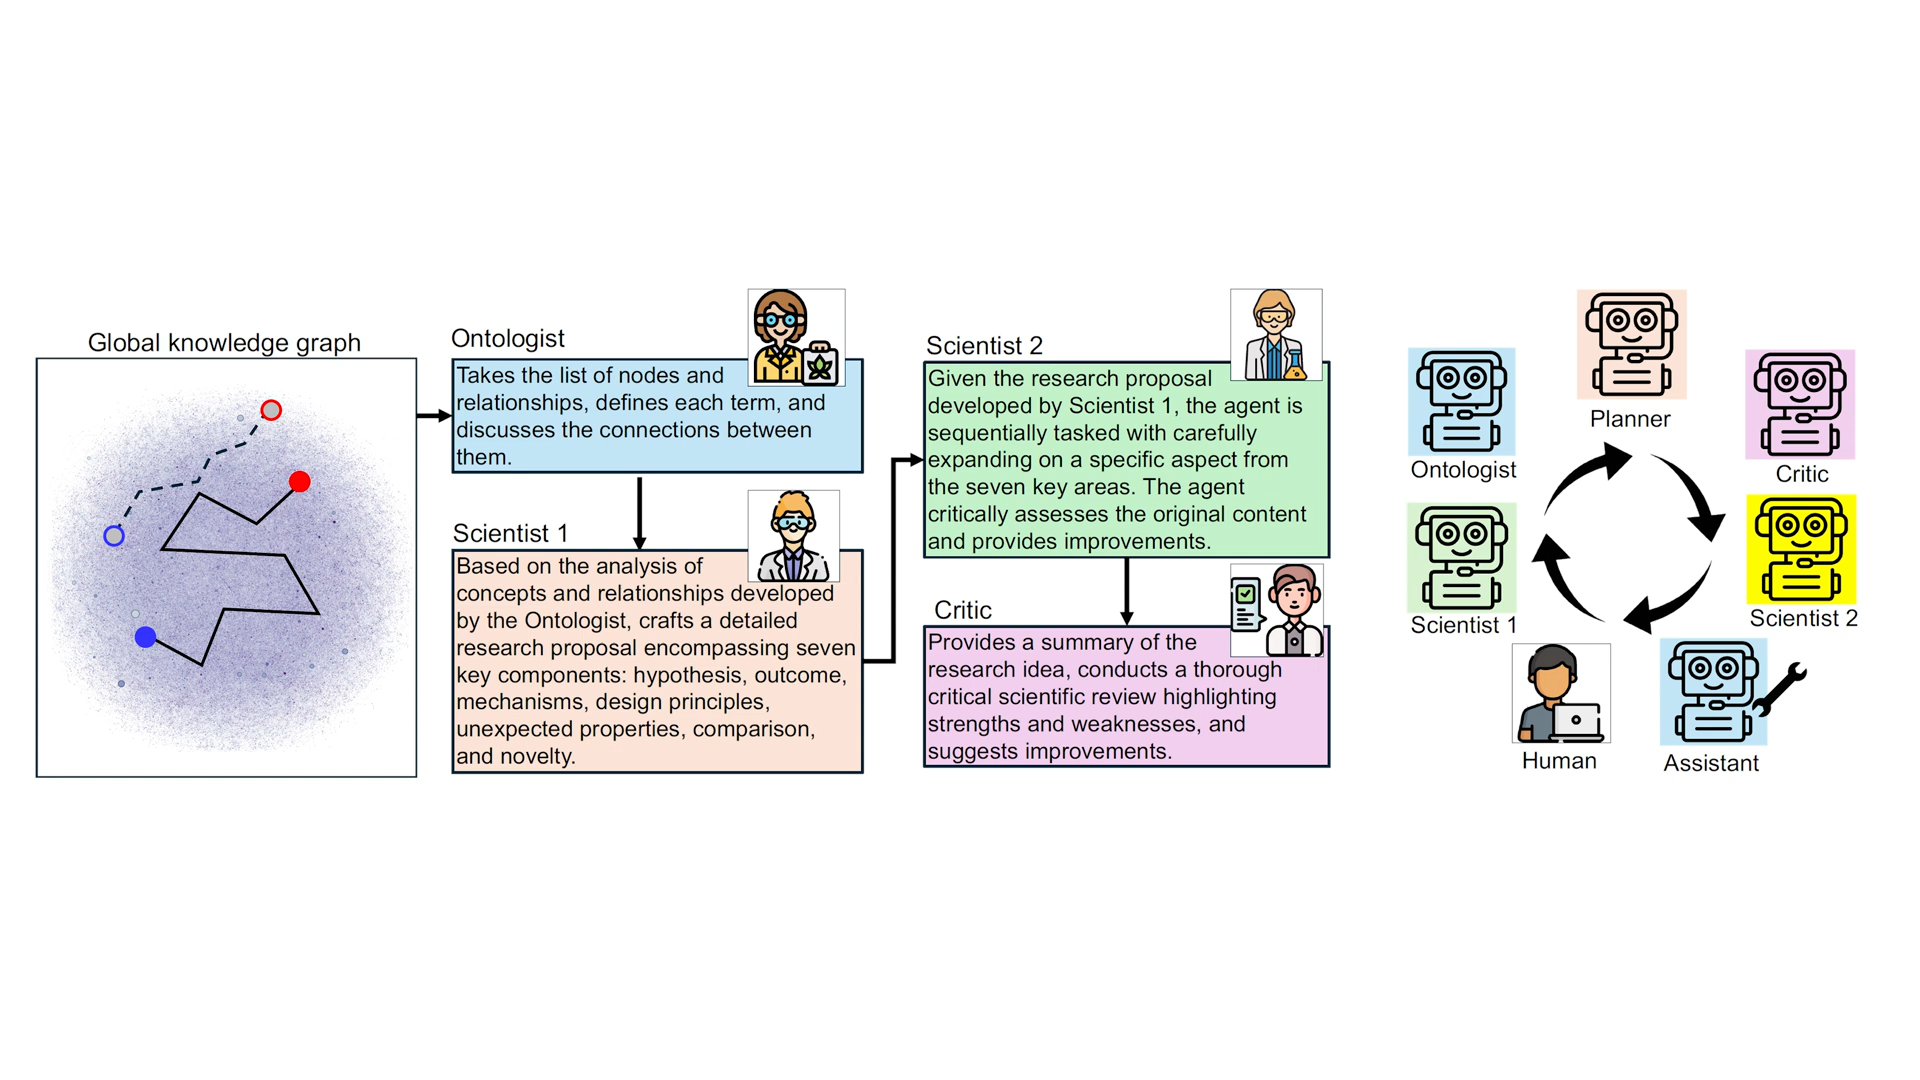 Global knowledge graph
Ontologist
Takes the list of nodes and
relationships, defines each term, and
discusses the connections between
them.
Scientist 1
Based on the analysis of
concepts and relationships developed
by the Ontologist, crafts a detailed
research proposal encompassing seven
key components: hypothesis, outcome,
mechanisms, design principles,
unexpected properties, comparison,
and novelty.
Scientist 2
Given the research proposal
developed by Scientist 1, the agent is
sequentially tasked with carefully
expanding on a specific aspect from
the seven key areas. The agent
critically assesses the original content
and provides improvements.
Critic
Provides a summary of the
research idea, conducts a thorough
critical scientific review highlighting
strengths and weaknesses, and
suggests improvements.
Planner
Ontologist
Critic
Scientist 1
Scientist 2
Human
Assistant